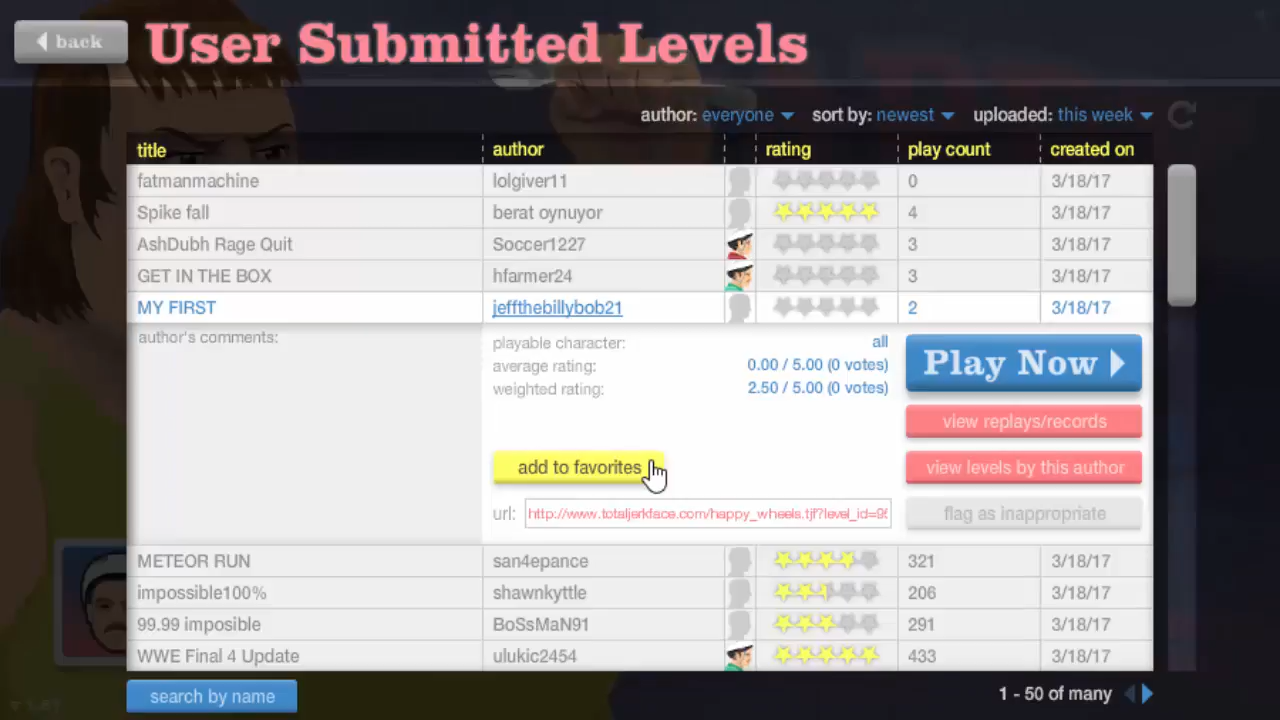 back
User Submitted Levels
author: everyone sort by: newest uploaded: this week
title author rating play count created on
fatmanmachine lolgiver11 0 3/18/17
Spike fall berat oynuyor 4 3/18/17
AshDubh Rage Quit Soccer1227 3 3/18/17
GET IN THE BOX hfarmer24 3 3/18/17
MY FIRST jeffthebillybob21 2 3/18/17
author's comments:
playable character: all
average rating: 0.00 / 5.00 (0 votes)
weighted rating: 2.50 / 5.00 (0 votes)
Play Now
view replays/records
add to favorites
view levels by this author
url: http://www.totaljerkface.com/happy_wheels.tjf?level_id=9
flag as inappropriate
METEOR RUN san4epance 321 3/18/17
impossible100% shawnkyttle 206 3/18/17
99.99 imposible BoSsMaN91 291 3/18/17
WWE Final 4 Update ulukic2454 433 3/18/17
search by name
1 - 50 of many